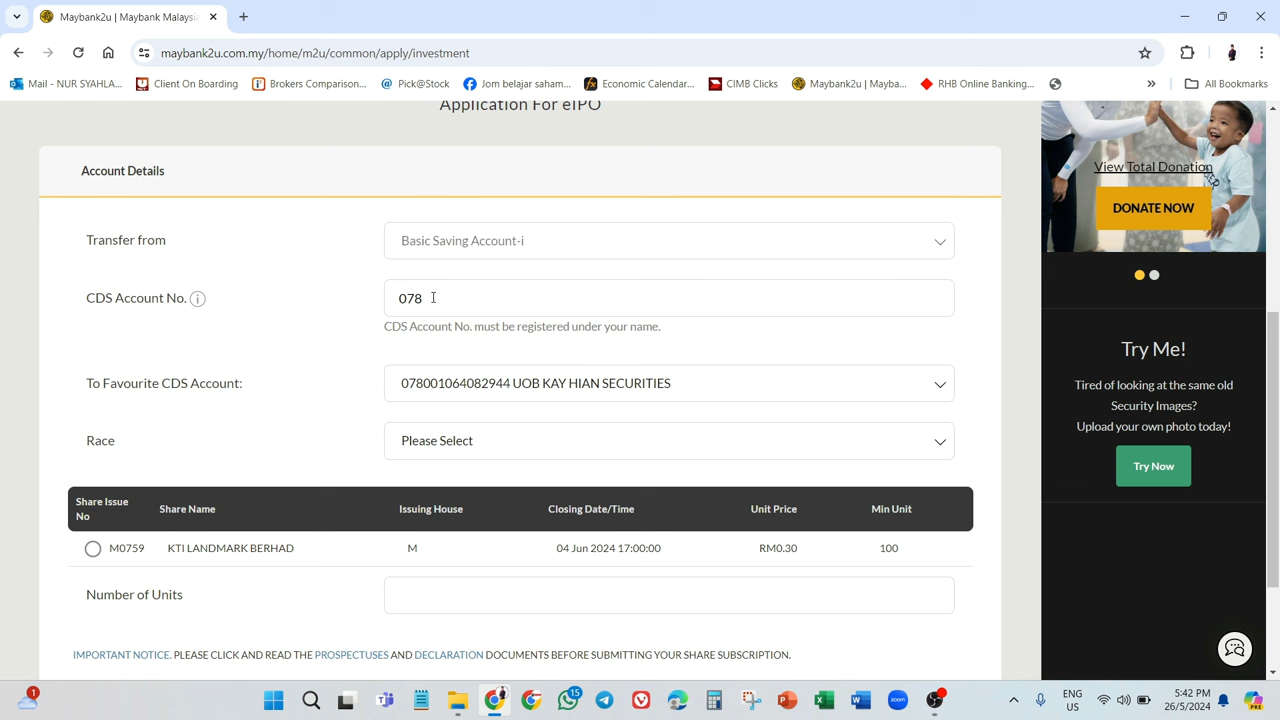 Maybank2u | Maybank Malaysia
maybank2u.com.my/home/m2u/common/apply/investment
Mail - NUR SYAHLA...
Client On Boarding
Brokers Comparison...
Pick@Stock
Jom belajar saham...
Economic Calendar...
CIMB Clicks
Maybank2u | Mayba...
RHB Online Banking...
All Bookmarks
Application For eIPO
Account Details
Transfer from
Basic Saving Account-i
CDS Account No.
078
CDS Account No. must be registered under your name.
To Favourite CDS Account:
078001064082944 UOB KAY HIAN SECURITIES
Race
Please Select
Share Issue No Share Name Issuing House Closing Date/Time Unit Price Min Unit
M0759 KTI LANDMARK BERHAD M 04 Jun 2024 17:00:00 RM0.30 100
Number of Units
IMPORTANT NOTICE. PLEASE CLICK AND READ THE PROSPECTUSES AND DECLARATION DOCUMENTS BEFORE SUBMITTING YOUR SHARE SUBSCRIPTION.
View Total Donation
DONATE NOW
Try Me!
Tired of looking at the same old
Security Images?
Upload your own photo today!
Try Now
1
15
ENG
US
5:42 PM
26/5/2024